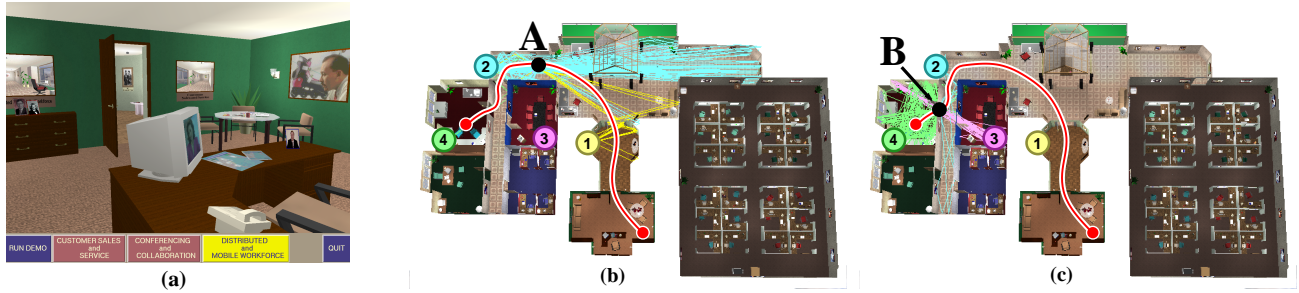 RUN DEMO
CUSTOMER SALES
and
SERVICE
CONFERENCING
and
COLLABORATION
DISTRIBUTED
and
MOBILE WORKFORCE
QUIT
(a)
A
2
4
3
1
(b)
B
2
4
3
1
(c)